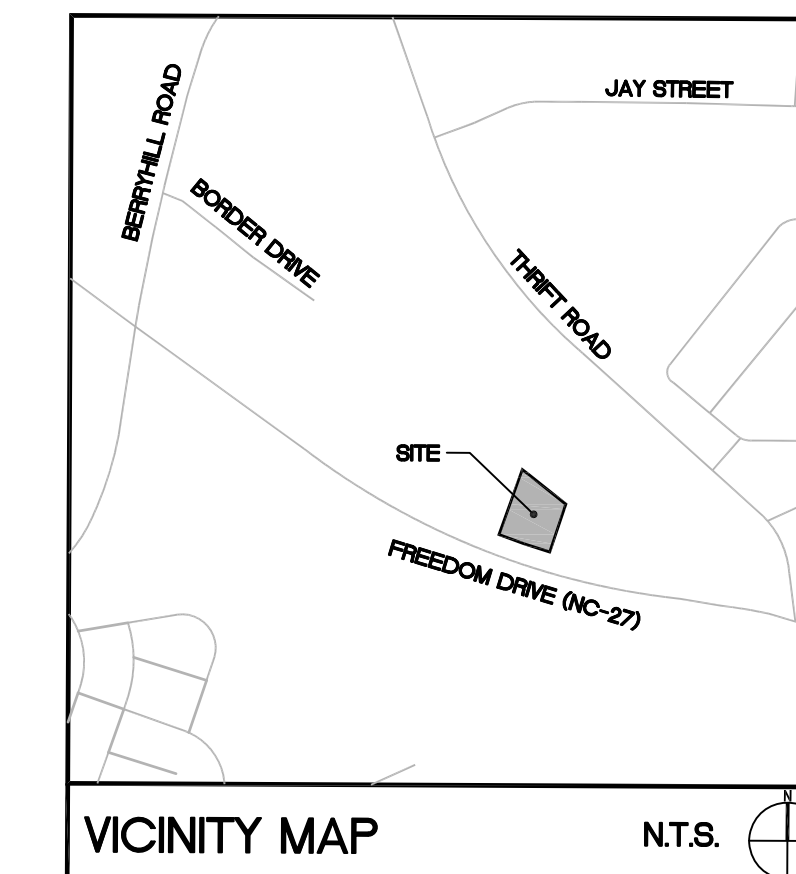 JAY STREET
BERRYHILL ROAD
BORDER DRIVE
THRIFT ROAD
SITE
FREEDOM DRIVE (NC-27)
N
VICINITY MAP
N.T.S.